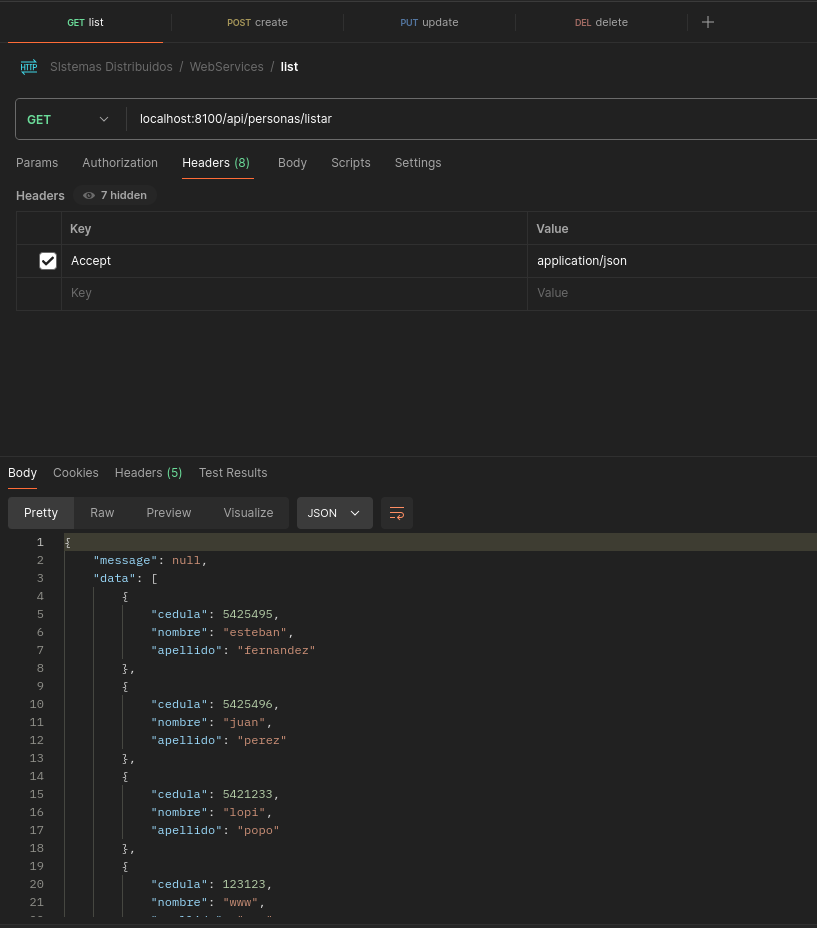 GET list
POST create
PUT update
DEL delete
HTTP SIstemas Distribuidos / WebServices / list
GET localhost:8100/api/personas/listar
Params Authorization Headers (8) Body Scripts Settings
Headers 7 hidden
Key Value
Accept application/json
Key Value
Body Cookies Headers (5) Test Results
Pretty Raw Preview Visualize JSON
1 {
2 "message": null,
3 "data": [
4 {
5 "cedula": 5425495,
6 "nombre": "esteban",
7 "apellido": "fernandez"
8 },
9 {
10 "cedula": 5425496,
11 "nombre": "juan",
12 "apellido": "perez"
13 },
14 {
15 "cedula": 5421233,
16 "nombre": "lopi",
17 "apellido": "popo"
18 },
19 {
20 "cedula": 123123,
21 "nombre": "www",